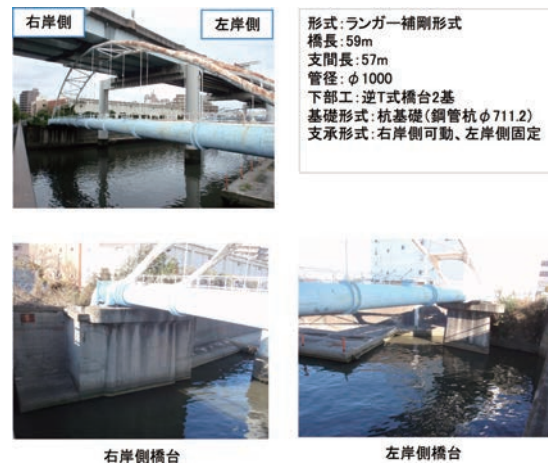 右岸側
左岸側
形式:ランガー補剛形式
橋長:59m
支間長:57m
管径:φ1000
下部工:逆T式橋台2基
基礎形式:杭基礎(鋼管杭φ711.2)
支承形式:右岸側可動、左岸側固定
右岸側橋台
左岸側橋台